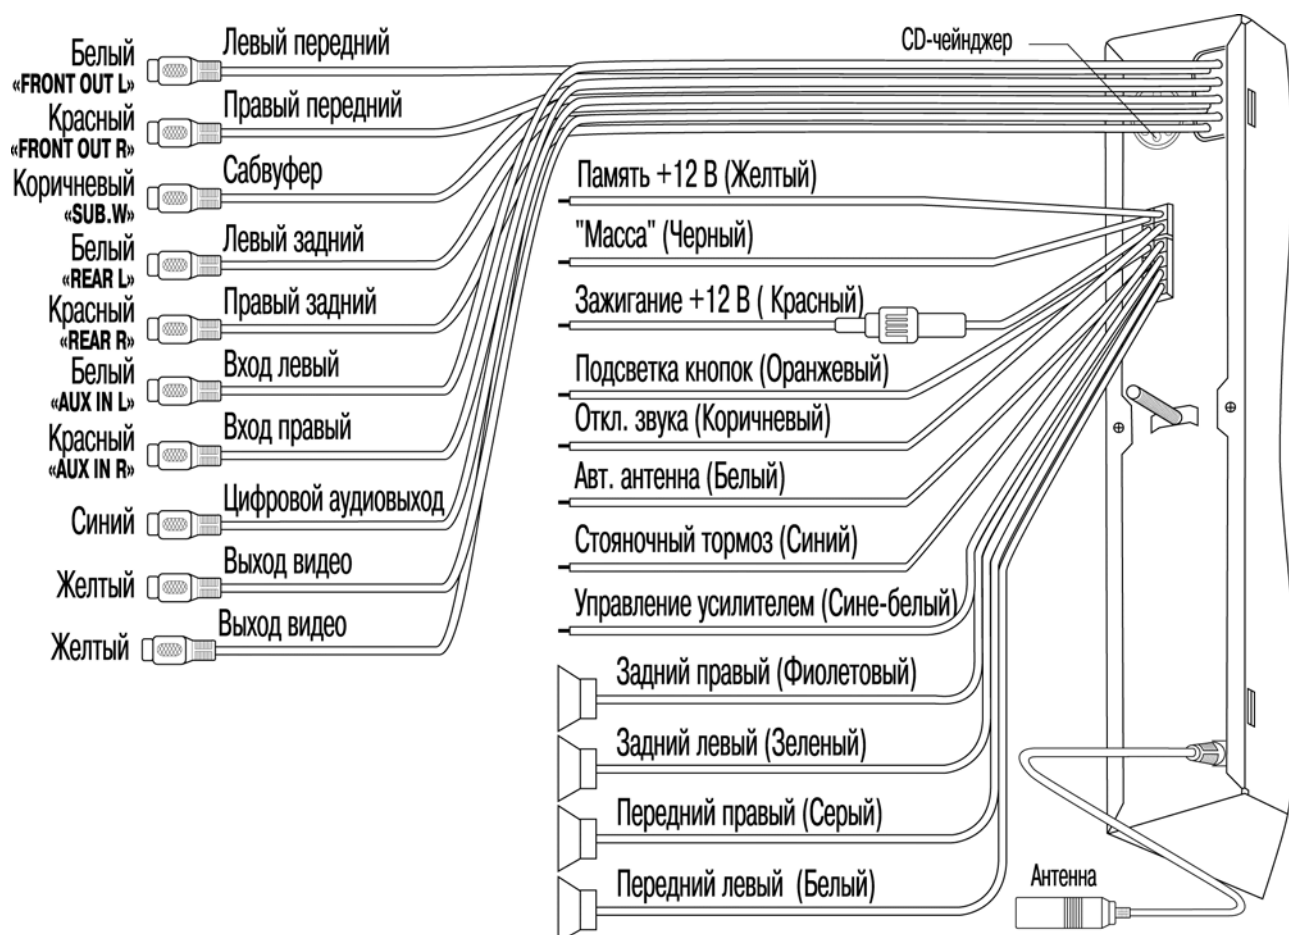 CD-чейнджер
Белый
«FRONT OUT L»
Левый передний
Красный
«FRONT OUT R»
Правый передний
Коричневый
«SUB.W»
Сабвуфер
Белый
«REAR L»
Левый задний
Красный
«REAR R»
Правый задний
Белый
«AUX IN L»
Вход левый
Красный
«AUX IN R»
Вход правый
Синий
Цифровой аудиовыход
Желтый
Выход видео
Желтый
Выход видео
Память +12 В (Желтый)
"Масса" (Черный)
Зажигание +12 В ( Красный)
Подсветка кнопок (Оранжевый)
Откл. звука (Коричневый)
Авт. антенна (Белый)
Стояночный тормоз (Синий)
Управление усилителем (Сине-белый)
Задний правый (Фиолетовый)
Задний левый (Зеленый)
Передний правый (Серый)
Передний левый (Белый)
Антенна